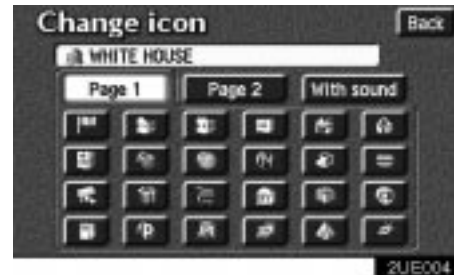 Change icon Back
WHITE HOUSE
Page 1 Page 2 With sound
2UE004